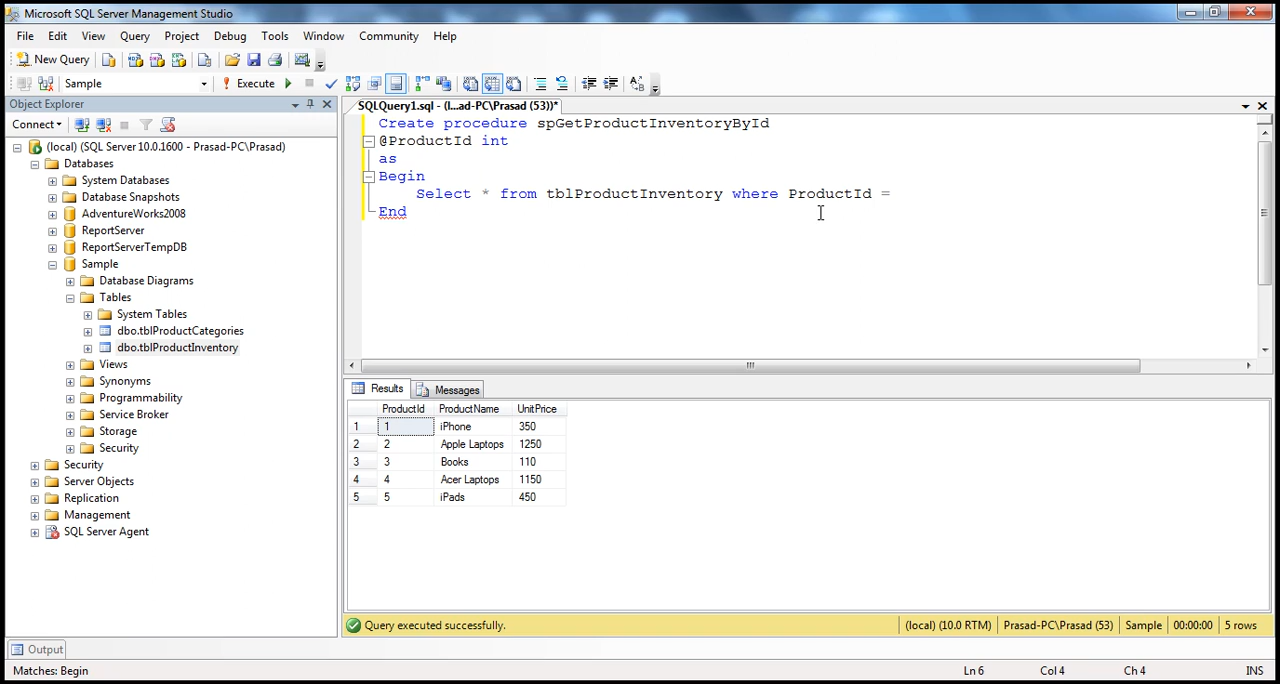 Microsoft SQL Server Management Studio
File Edit View Query Project Debug Tools Window Community Help
New Query
Sample Execute
Object Explorer
Connect
(local) (SQL Server 10.0.1600 - Prasad-PC\Prasad)
Databases
System Databases
Database Snapshots
AdventureWorks2008
ReportServer
ReportServerTempDB
Sample
Database Diagrams
Tables
System Tables
dbo.tblProductCategories
dbo.tblProductInventory
Views
Synonyms
Programmability
Service Broker
Storage
Security
Security
Server Objects
Replication
Management
SQL Server Agent
SQLQuery1.sql - (l...ad-PC\Prasad (53))*
Create procedure spGetProductInventoryById
@ProductId int
as
Begin
Select * from tblProductInventory where ProductId =
End
Results Messages
ProductId ProductName UnitPrice
1 1 iPhone 350
2 2 Apple Laptops 1250
3 3 Books 110
4 4 Acer Laptops 1150
5 5 iPads 450
Query executed successfully. (local) (10.0 RTM) Prasad-PC\Prasad (53) Sample 00:00:00 5 rows
Output
Matches: Begin Ln 6 Col 4 Ch 4 INS